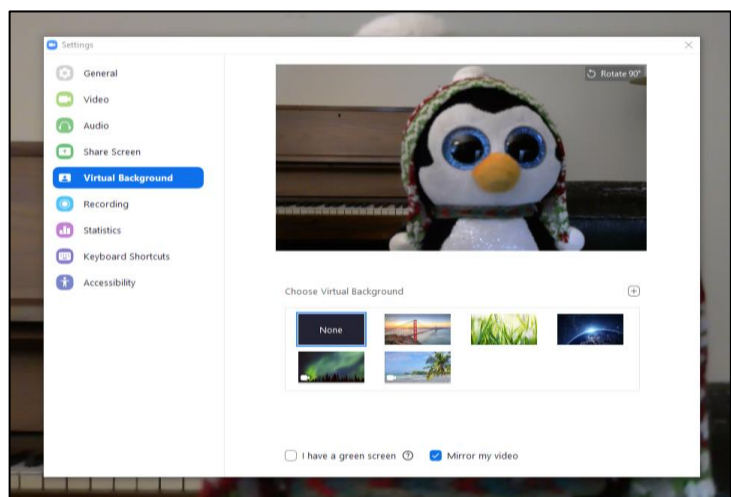 Settings
General
Video
Audio
Share Screen
Virtual Background
Recording
Statistics
Keyboard Shortcuts
Accessibility
Rotate 90°
Choose Virtual Background
None
I have a green screen
Mirror my video